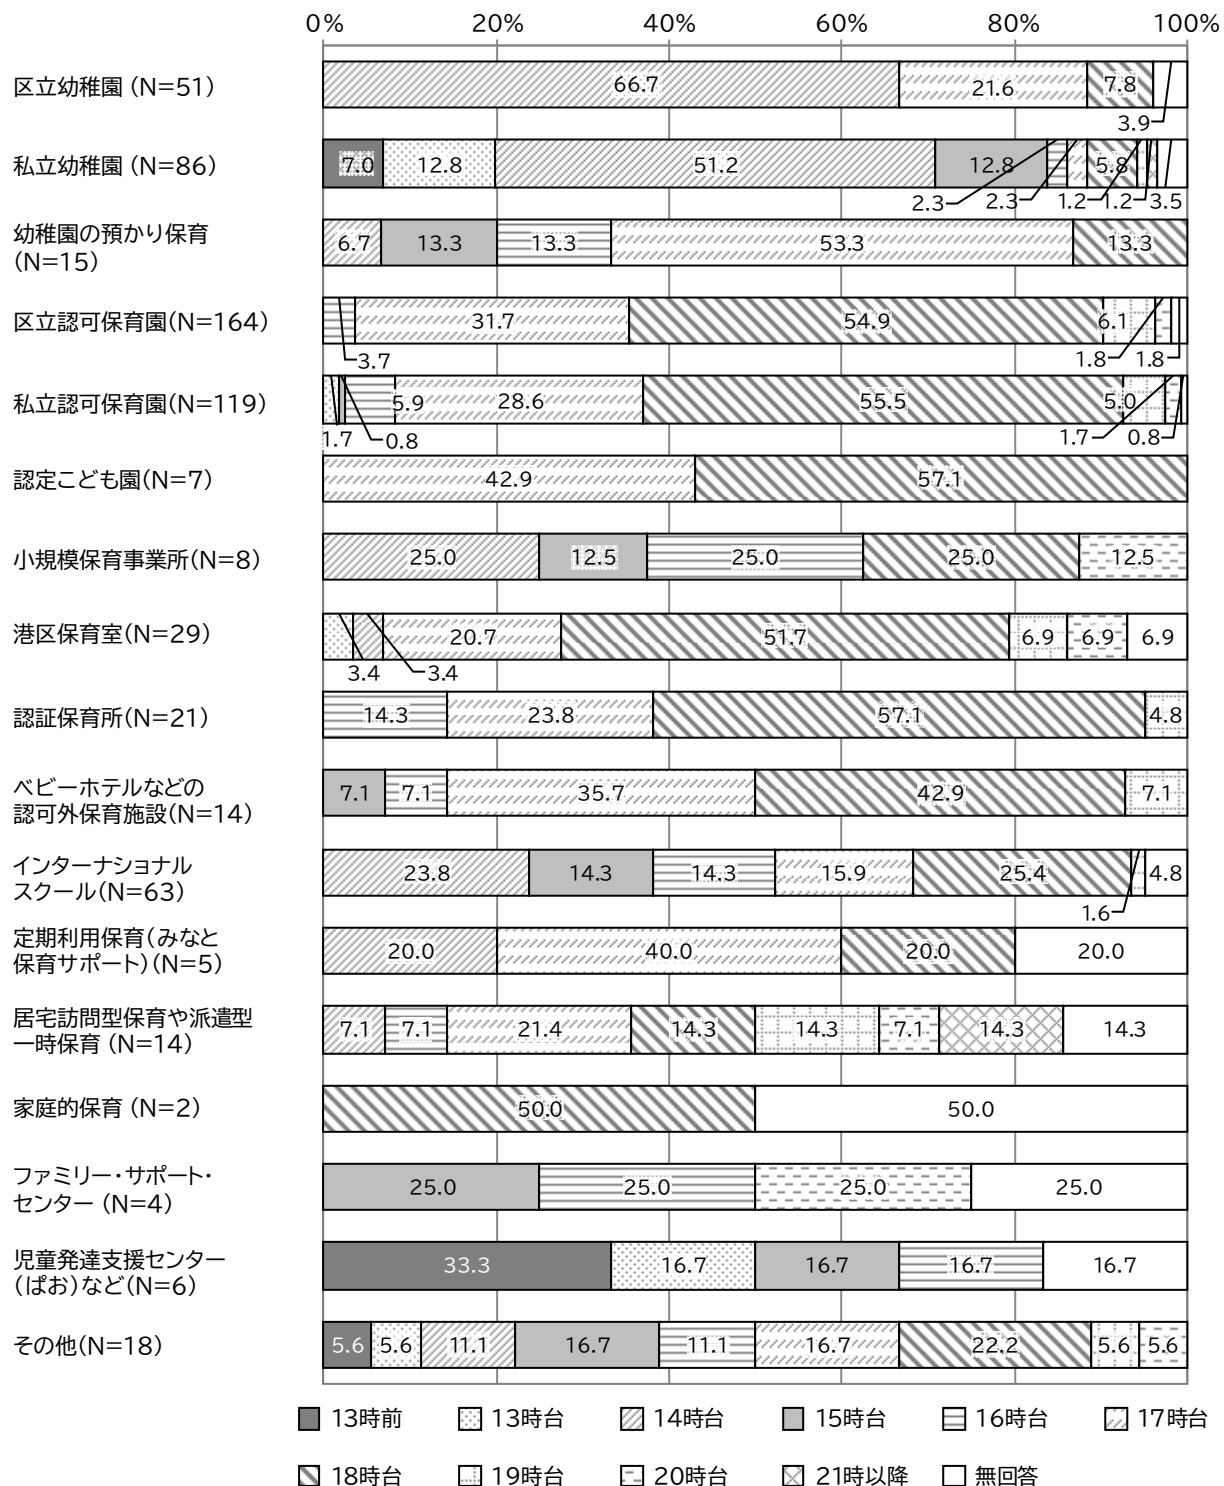 0% 20% 40% 60% 80% 100%
区立幼稚園 (N=51)
66.7 21.6 7.8
3.9
私立幼稚園 (N=86)
7.0 12.8 51.2 12.8 5.8
2.3 2.3 1.2 1.2 3.5
幼稚園の預かり保育
(N=15)
6.7 13.3 13.3 53.3 13.3
区立認可保育園(N=164)
31.7 54.9 6.1
3.7 1.8 1.8
私立認可保育園(N=119)
5.9 28.6 55.5 5.0
1.7 0.8 1.7 0.8
認定こども園(N=7)
42.9 57.1
小規模保育事業所(N=8)
25.0 12.5 25.0 25.0 12.5
港区保育室(N=29)
20.7 51.7 6.9 6.9 6.9
3.4 3.4
認証保育所(N=21)
14.3 23.8 57.1 4.8
ベビーホテルなどの
認可外保育施設(N=14)
7.1 7.1 35.7 42.9 7.1
インターナショナル
スクール(N=63)
23.8 14.3 14.3 15.9 25.4 4.8
1.6
定期利用保育(みなと
保育サポート)(N=5)
20.0 40.0 20.0 20.0
居宅訪問型保育や派遣型
一時保育 (N=14)
7.1 7.1 21.4 14.3 14.3 7.1 14.3 14.3
家庭的保育 (N=2)
50.0 50.0
ファミリー・サポート・
センター (N=4)
25.0 25.0 25.0 25.0
児童発達支援センター
(ぱお)など(N=6)
33.3 16.7 16.7 16.7 16.7
その他(N=18)
5.6 5.6 11.1 16.7 11.1 16.7 22.2 5.6 5.6
13時前 13時台 14時台 15時台 16時台 17時台
18時台 19時台 20時台 21時以降 無回答